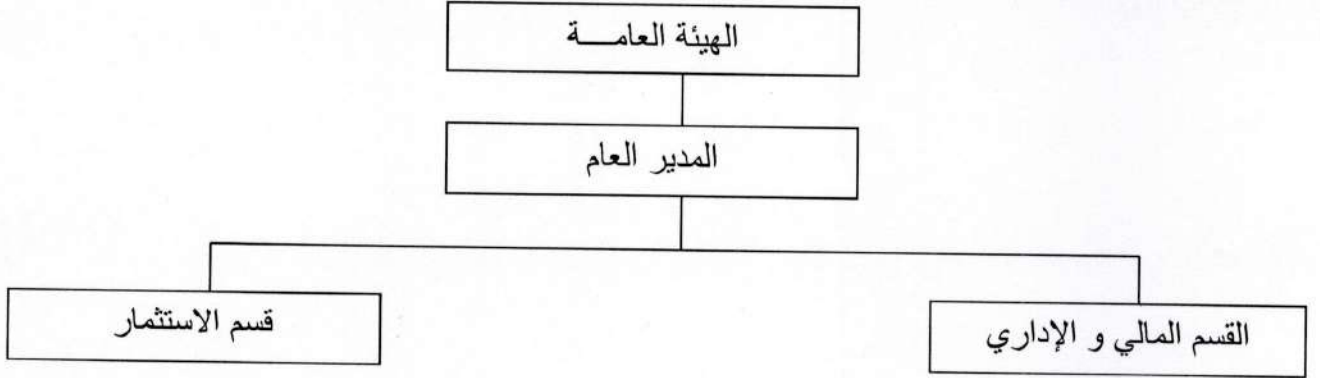 الهيئة العامـــة
المدير العام
القسم المالي و الإداري
قسم الاستثمار